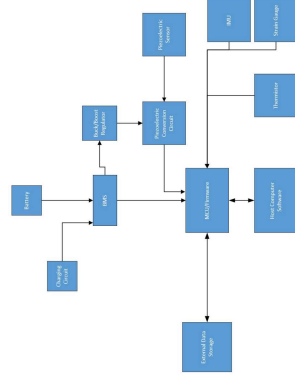 Piezoelectric
Sensor
IMU
Strain Gauge
Buck/Boost
Regulator
Piezoelectric
Conversion
Circuit
Thermistor
Battery
BMS
MCU/Firmware
Host Computer
Software
Charging
Circuit
External Data
Storage